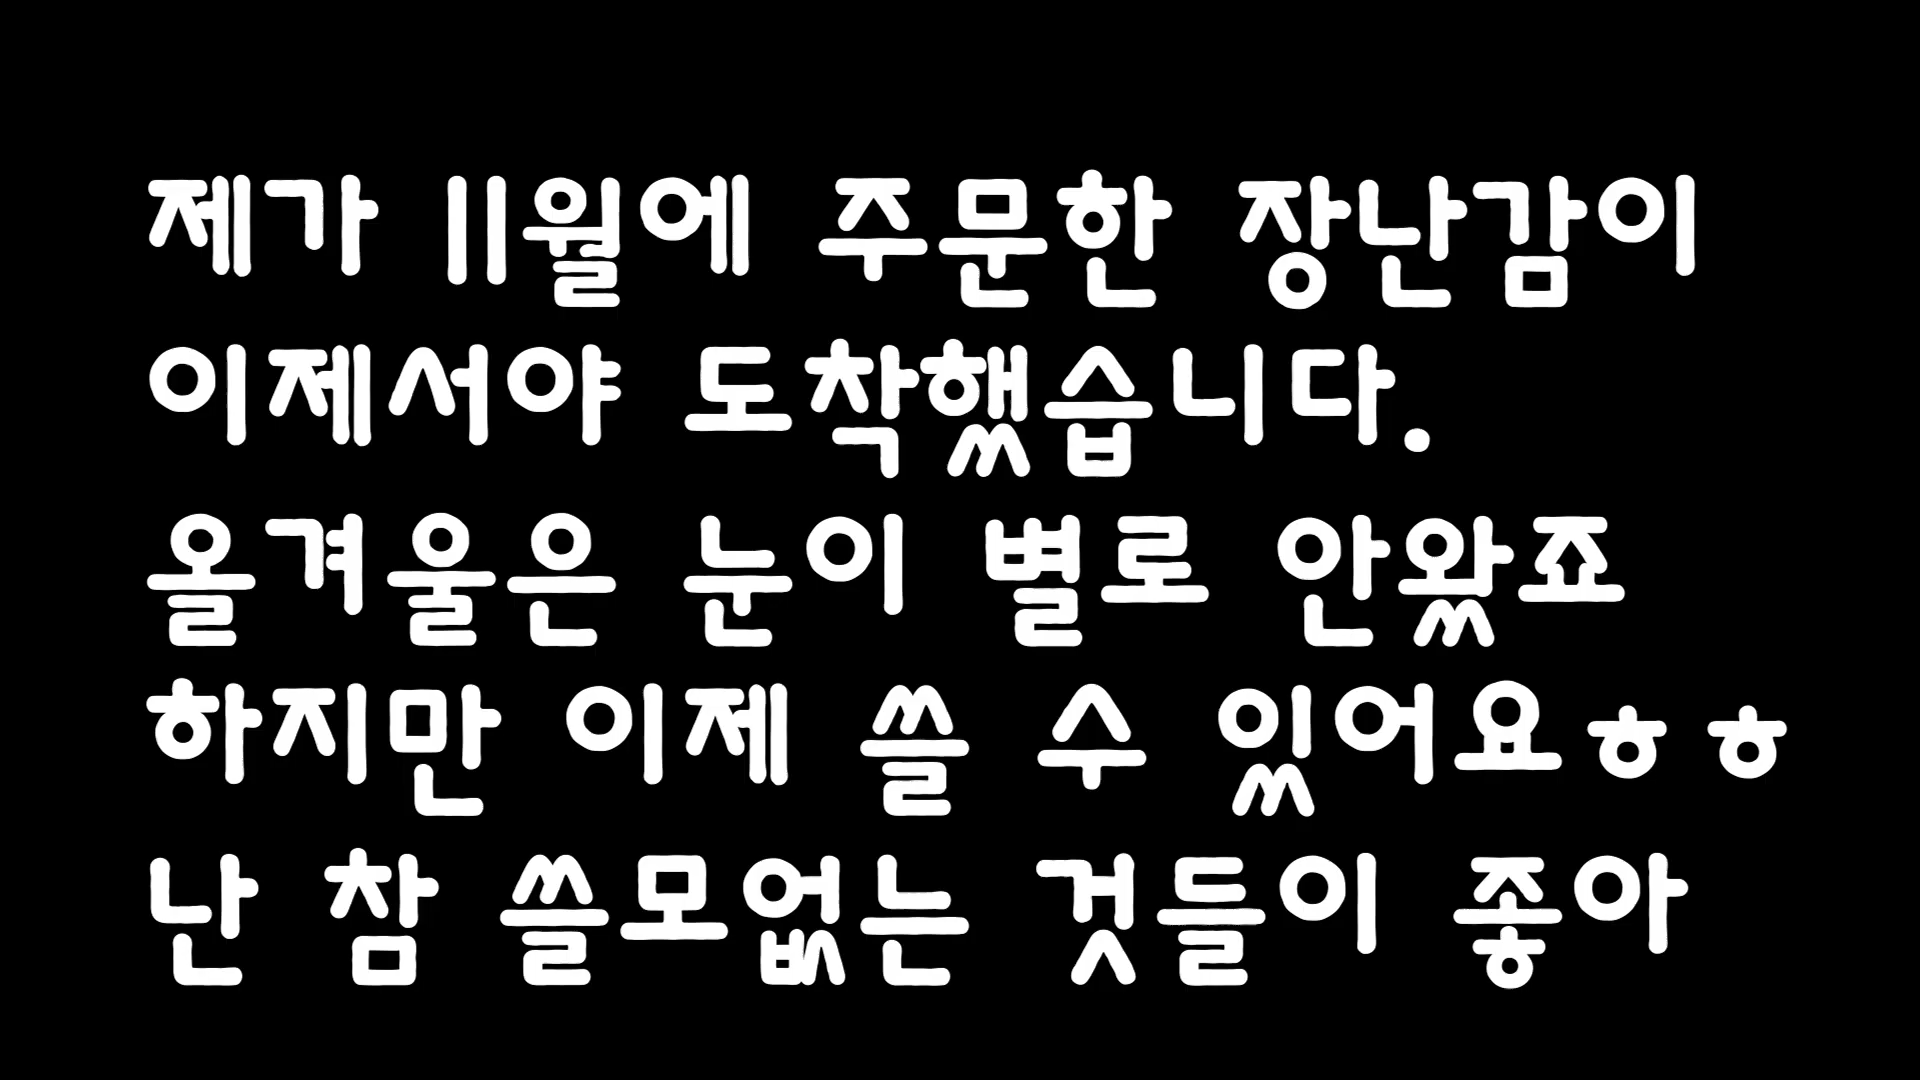 제가 11월에 주문한 장난감이
이제서야 도착했습니다.
올겨울은 눈이 별로 안왔죠
하지만 이제 쓸 수 있어요ㅎㅎ
난 참 쓸모없는 것들이 좋아